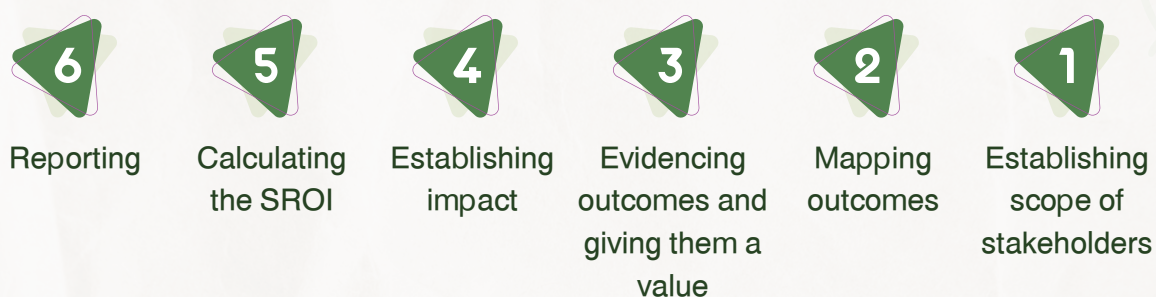 6
Reporting
5
Calculating
the SROI
4
Establishing
impact
3
Evidencing
outcomes and
giving them a
value
2
Mapping
outcomes
1
Establishing
scope of
stakeholders